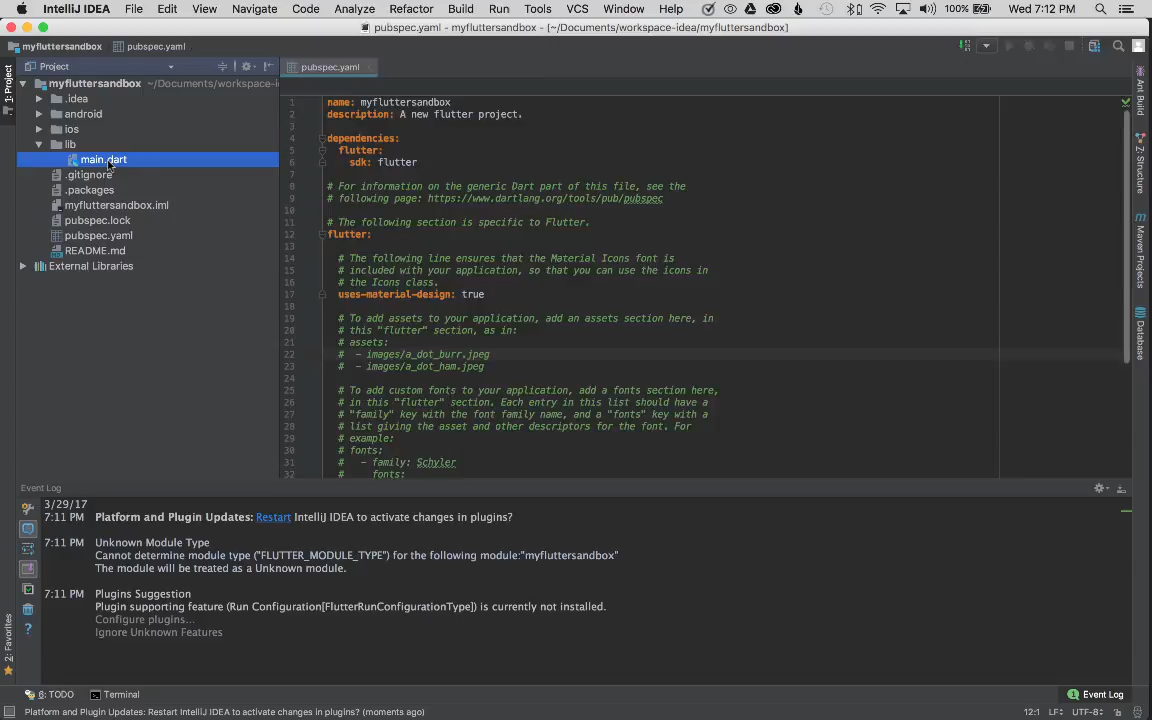 IntelliJ IDEA File Edit View Navigate Code Analyze Refactor Build Run Tools VCS Window Help 100% Wed 7:12 PM
pubspec.yaml - myfluttersandbox - [~/Documents/workspace-idea/myfluttersandbox]
myfluttersandbox pubspec.yaml
Project
pubspec.yaml
1: Project
myfluttersandbox ~/Documents/workspace-i
.idea
android
ios
lib
main.dart
.gitignore
.packages
myfluttersandbox.iml
pubspec.lock
pubspec.yaml
README.md
External Libraries
1 name: myfluttersandbox
2 description: A new flutter project.
3
4 dependencies:
5 flutter:
6 sdk: flutter
7
8 # For information on the generic Dart part of this file, see the
9 # following page: https://www.dartlang.org/tools/pub/pubspec
10
11 # The following section is specific to Flutter.
12 flutter:
13
14 # The following line ensures that the Material Icons font is
15 # included with your application, so that you can use the icons in
16 # the Icons class.
17 uses-material-design: true
18
19 # To add assets to your application, add an assets section here, in
20 # this "flutter" section, as in:
21 # assets:
22 # - images/a_dot_burr.jpeg
23 # - images/a_dot_ham.jpeg
24
25 # To add custom fonts to your application, add a fonts section here,
26 # in this "flutter" section. Each entry in this list should have a
27 # "family" key with the font family name, and a "fonts" key with a
28 # list giving the asset and other descriptors for the font. For
29 # example:
30 # fonts:
31 # - family: Schyler
32 # fonts:
Ant Build
Z: Structure
Maven Projects
Database
Event Log
3/29/17
7:11 PM Platform and Plugin Updates: Restart IntelliJ IDEA to activate changes in plugins?
7:11 PM Unknown Module Type
Cannot determine module type ("FLUTTER_MODULE_TYPE") for the following module:"myfluttersandbox"
The module will be treated as a Unknown module.
7:11 PM Plugins Suggestion
Plugin supporting feature (Run Configuration[FlutterRunConfigurationType]) is currently not installed.
Configure plugins...
Ignore Unknown Features
2: Favorites
6: TODO Terminal 1 Event Log
Platform and Plugin Updates: Restart IntelliJ IDEA to activate changes in plugins? (moments ago) 12:1 LF÷ UTF-8÷